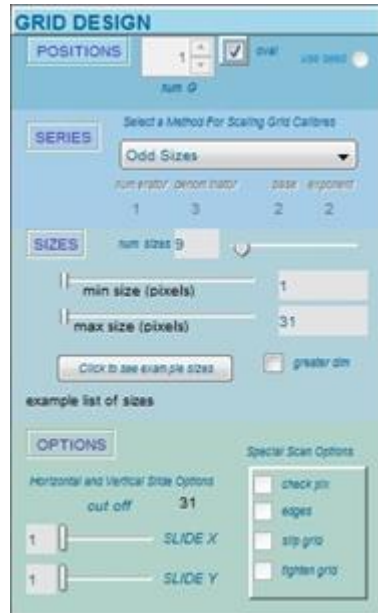 GRID DESIGN
POSITIONS 1 oval use seed
num G
Select a Method For Scaling Grid Calibres
SERIES
Odd Sizes
numerator denominator base exponent
1 3 2 2
SIZES num sizes 9
min size (pixels) 1
max size (pixels) 31
Click to see example sizes greater dim
example list of sizes
OPTIONS
Special Scan Options
Horizontal and Vertical Slide Options
cut off 31
check pix
edges
1 SLIDE X
slip grid
1 SLIDE Y
tighten grid